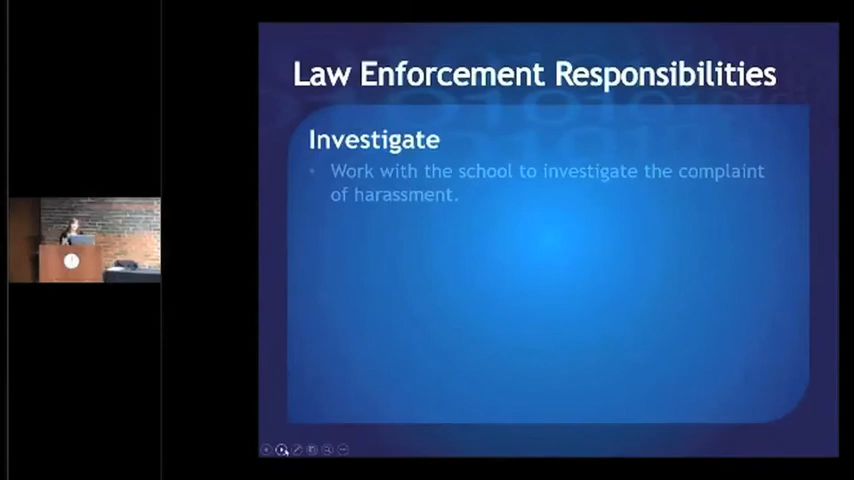 Law Enforcement Responsibilities
Investigate
• Work with the school to investigate the complaint
of harassment.